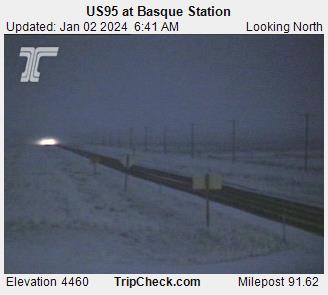 US95 at Basque Station
Updated: Jan 02 2024 6:41 AM Looking North
Elevation 4460 TripCheck.com Milepost 91.62